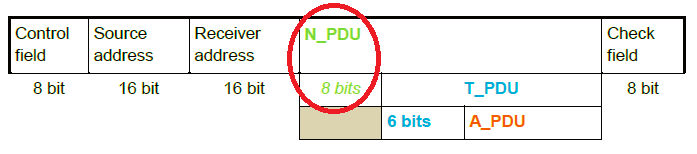 Control field
Source address
Receiver address
N_PDU
Check field
8 bit
16 bit
16 bit
8 bits
T_PDU
8 bit
6 bits
A_PDU